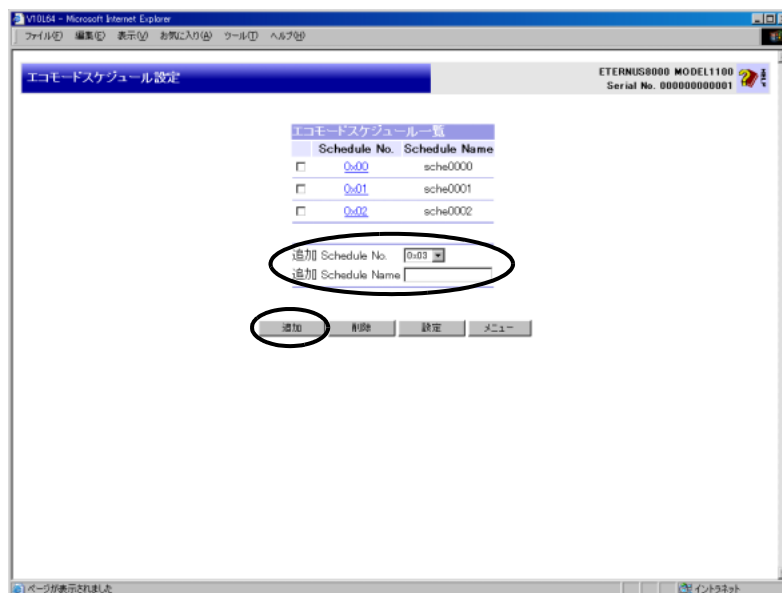 V10L64 - Microsoft Internet Explorer
ファイル(F) 編集(E) 表示(V) お気に入り(A) ツール(T) ヘルプ(H)
エコモードスケジュール設定
ETERNUS8000 MODEL1100
Serial No. 000000000001
エコモードスケジュール一覧
Schedule No. Schedule Name
0x00 sche0000
0x01 sche0001
0x02 sche0002
追加 Schedule No. 0x03
追加 Schedule Name
追加 削除 設定 メニュー
ページが表示されました イントラネット